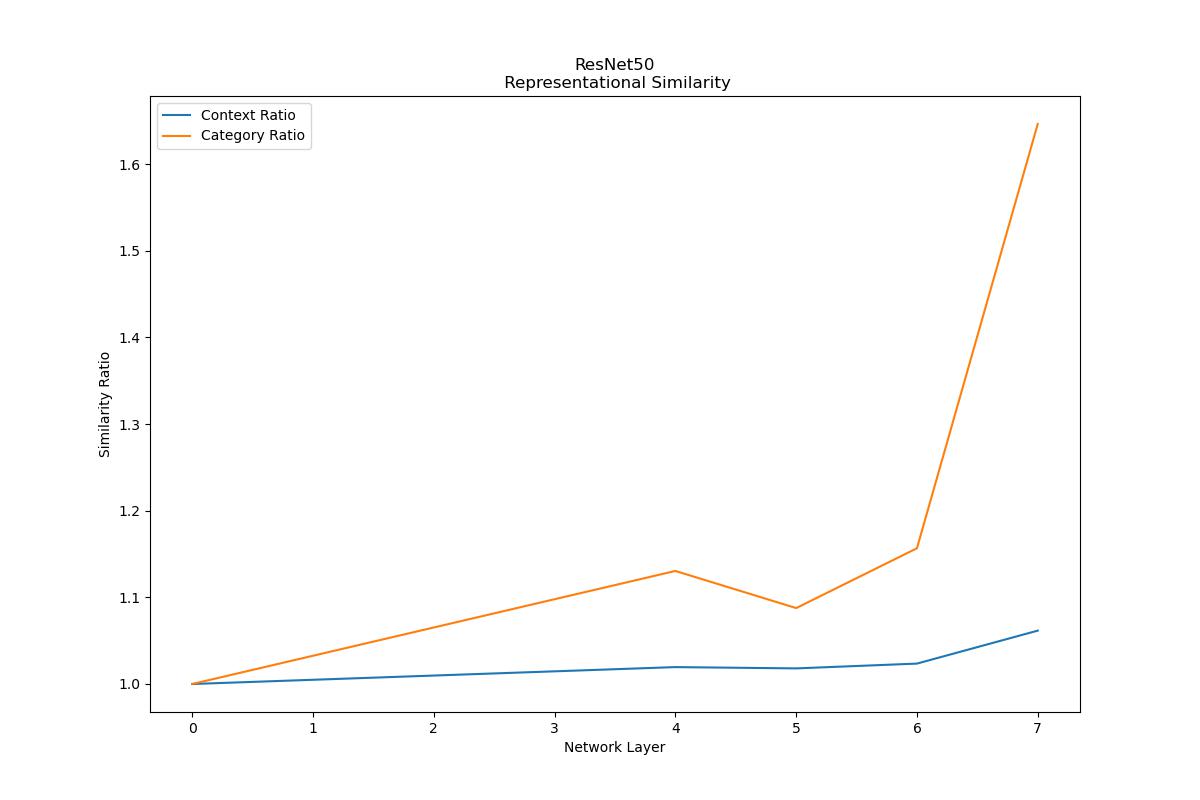 ResNet50
Representational Similarity
Context Ratio
Category Ratio
1.6
1.5
1.4
1.3
1.2
1.1
1.0
Similarity Ratio
0 1 2 3 4 5 6 7
Network Layer